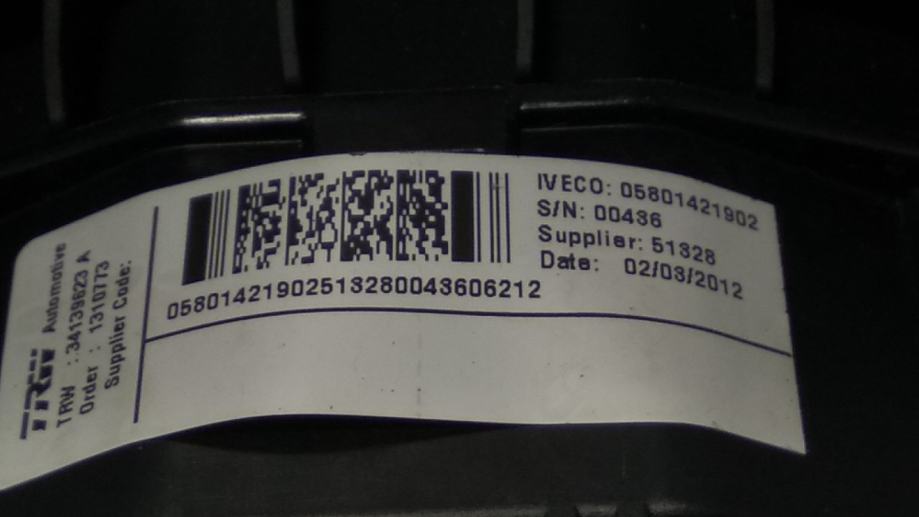 IVECO: 05801421902
S/N: 00436
Supplier: 51328
Date: 02/03/2012
05801421902513280043606212
TRW Automotive
TRW : 34139623 A
Order : 1310773
Supplier Code: